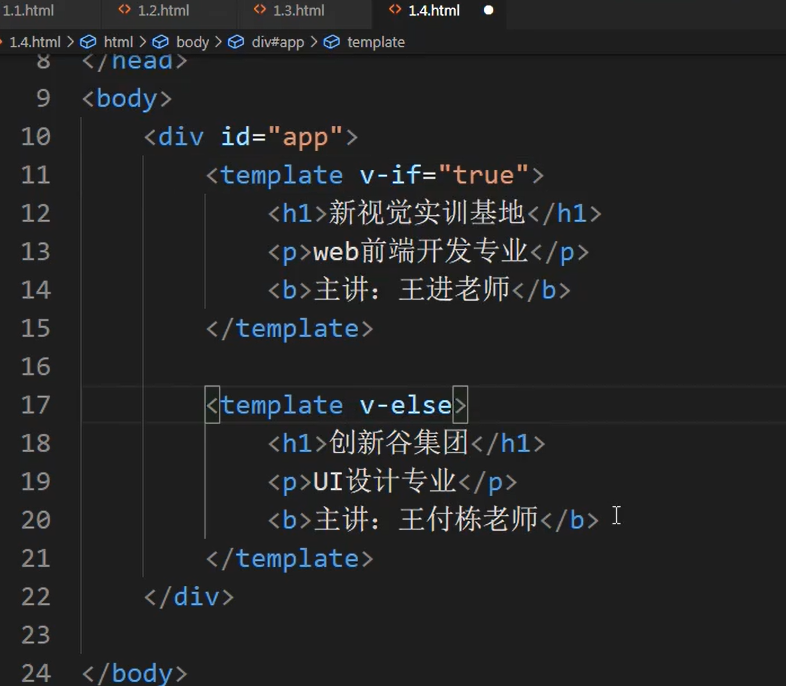 1.1.html 1.2.html 1.3.html 1.4.html
1.4.html > html > body > div#app > template
8 </head>
9 <body>
10 <div id="app">
11 <template v-if="true">
12 <h1>新视觉实训基地</h1>
13 <p>web前端开发专业</p>
14 <b>主讲：王进老师</b>
15 </template>
16
17 <template v-else>
18 <h1>创新谷集团</h1>
19 <p>UI设计专业</p>
20 <b>主讲：王付栋老师</b>
21 </template>
22 </div>
23
24 </body>